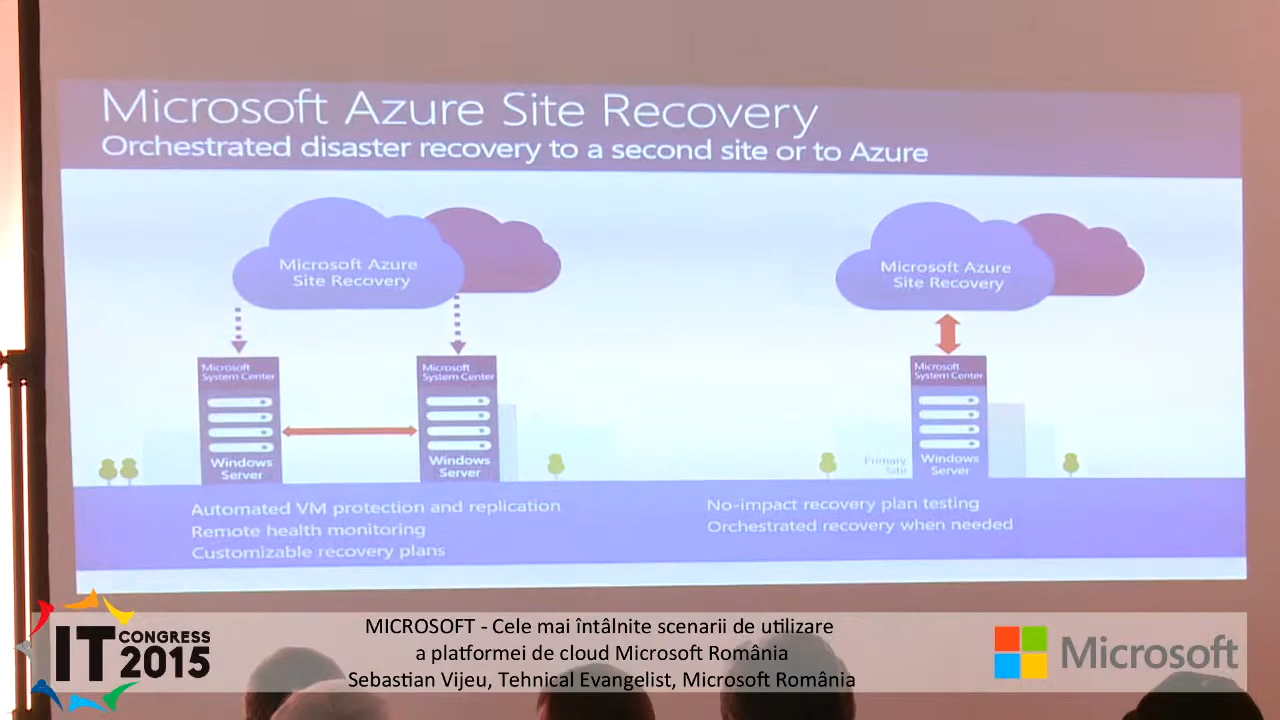 Microsoft Azure Site Recovery
Orchestrated disaster recovery to a second site or to Azure
Microsoft Azure
Site Recovery
Microsoft Azure
Site Recovery
Microsoft
System Center
Windows
Server
Microsoft
System Center
Windows
Server
Primary
Site
Microsoft
System Center
Windows
Server
Automated VM protection and replication
Remote health monitoring
Customizable recovery plans
No-impact recovery plan testing
Orchestrated recovery when needed
IT CONGRESS
2015
MICROSOFT - Cele mai întâlnite scenarii de utilizare
a platformei de cloud Microsoft România
Sebastian Vijeu, Tehnical Evangelist, Microsoft România
Microsoft